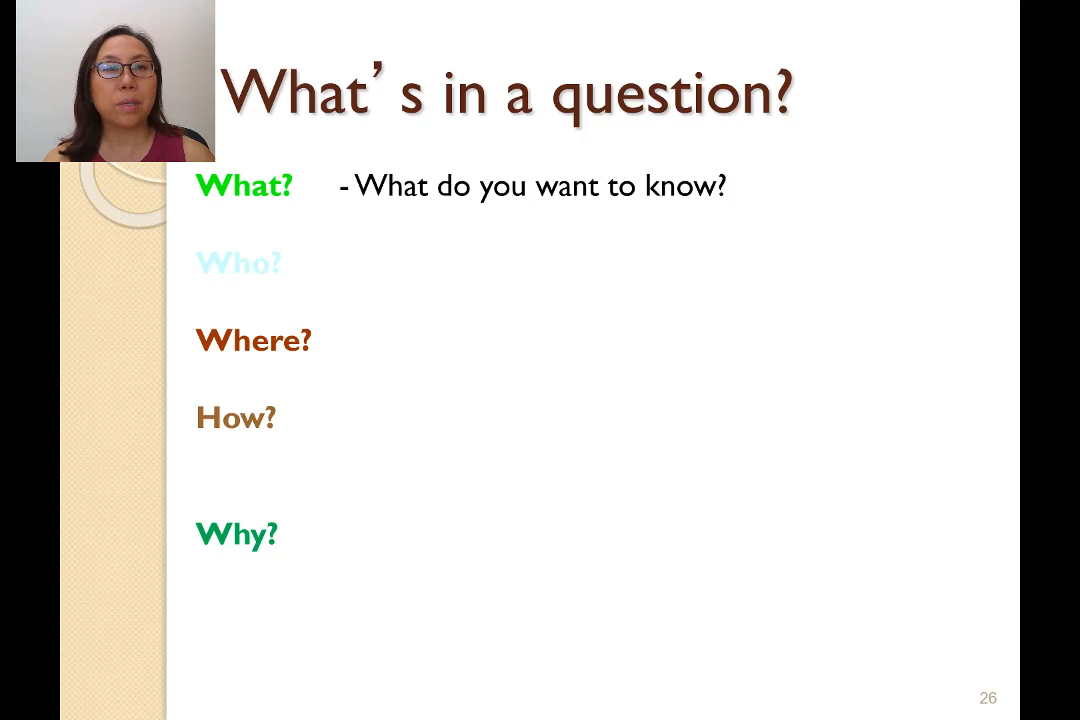 What's in a question?
What? - What do you want to know?
Who?
Where?
How?
Why?
26